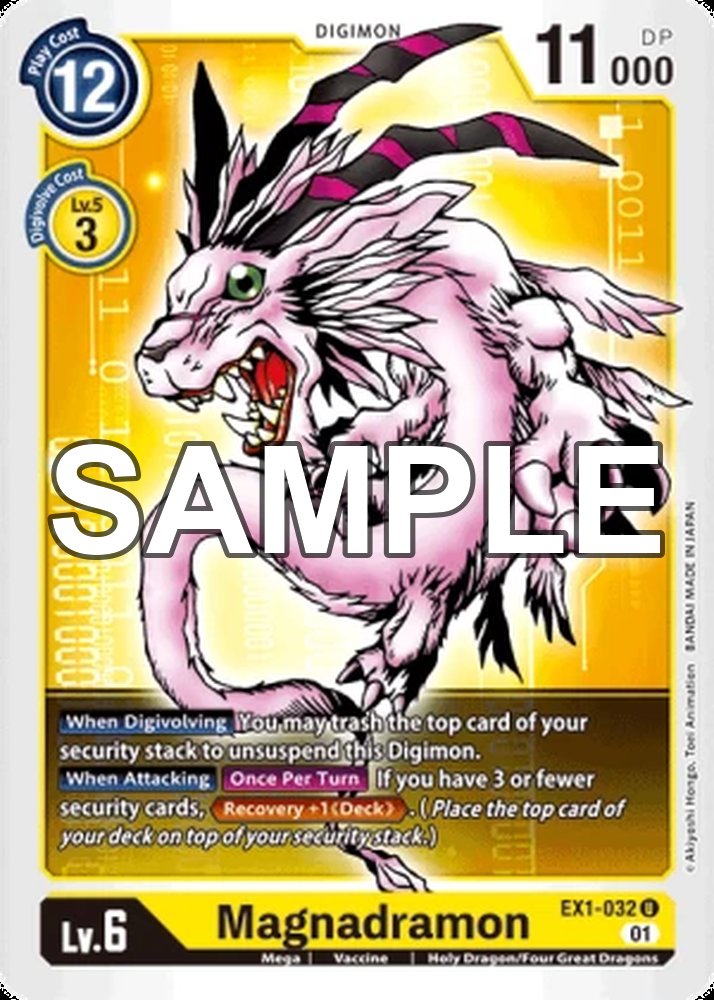 DIGIMON
Play Cost
12
11000
DP
Digivolve Cost
Lv.5
3
SAMPLE
When Digivolving You may trash the top card of your
security stack to unsuspend this Digimon.
When Attacking Once Per Turn If you have 3 or fewer
security cards, Recovery +1 (Deck). (Place the top card of
your deck on top of your security stack.)
© Akiyoshi Hongo, Toei Animation BANDAI MADE IN JAPAN
Lv.6
Magnadramon
EX1-032 U
01
Mega | Vaccine | Holy Dragon/Four Great Dragons